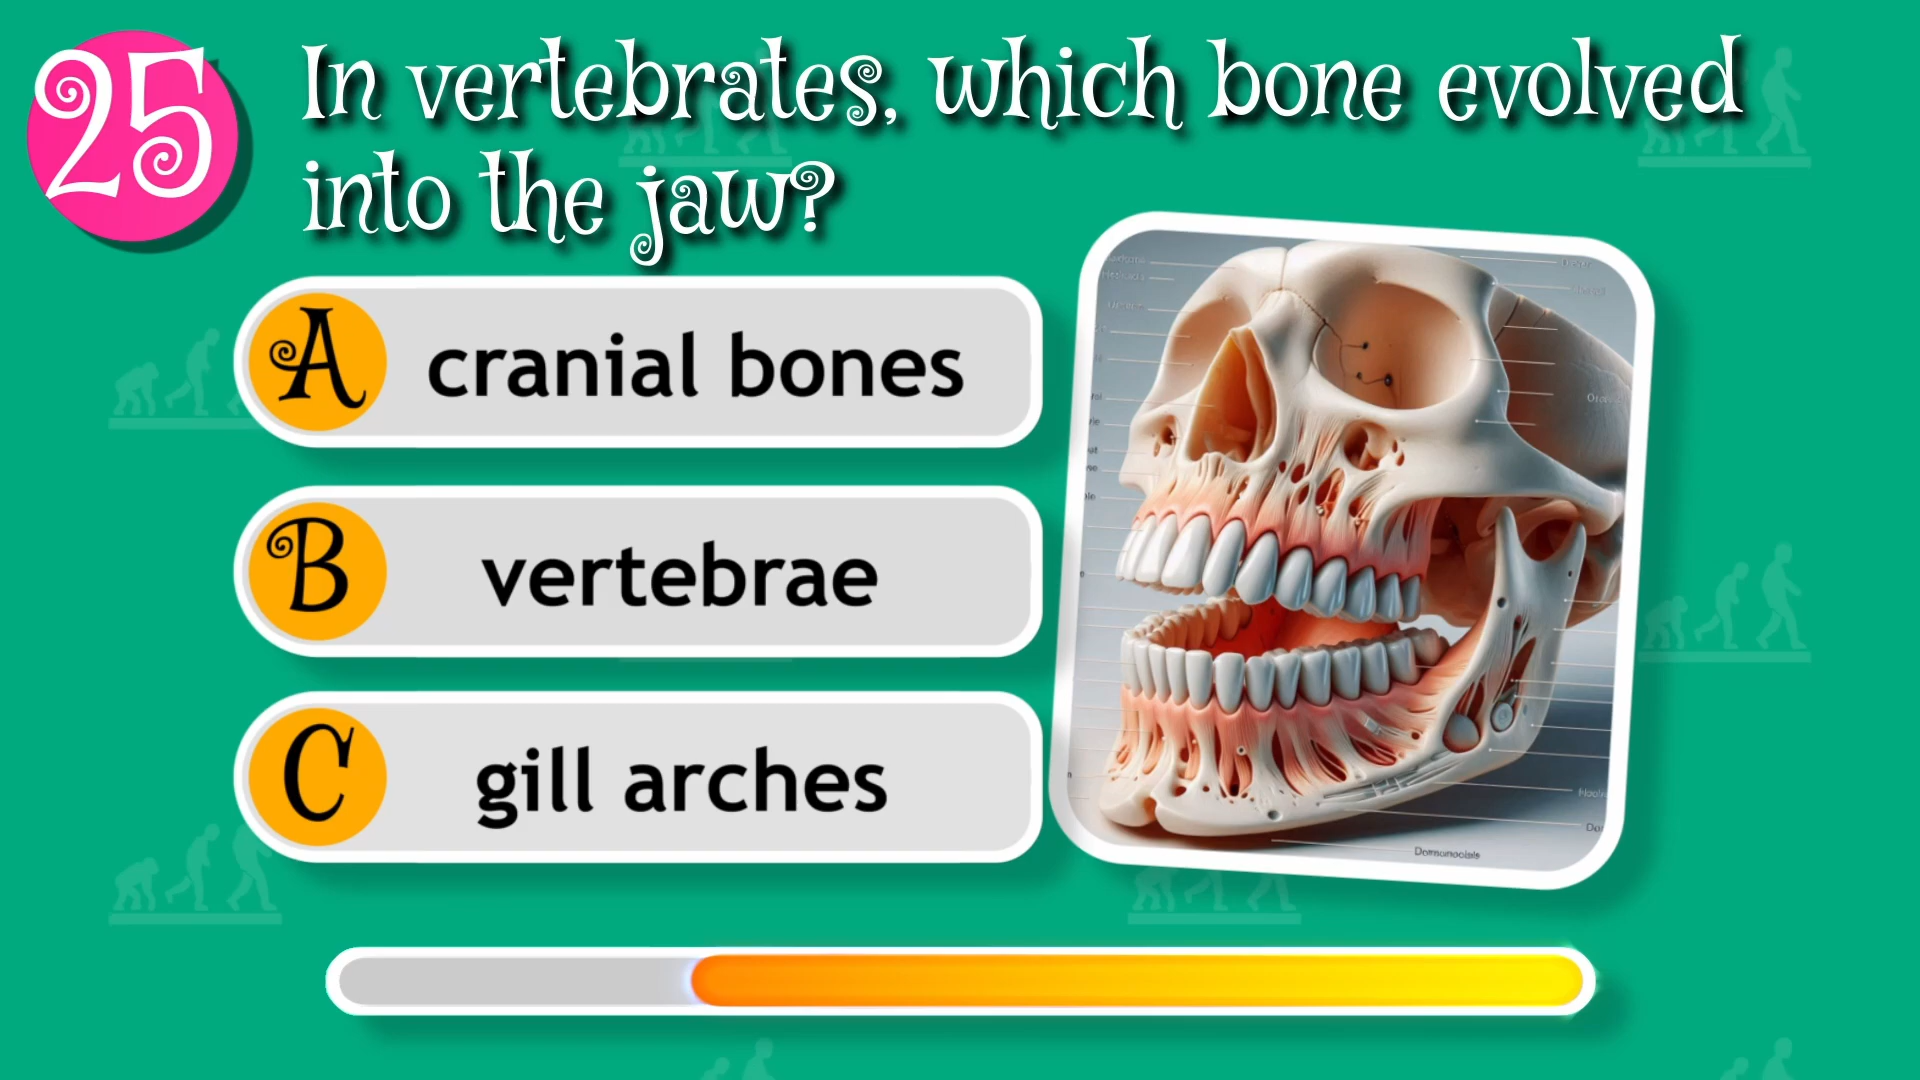 25
In vertebrates, which bone evolved
into the jaw?
A cranial bones
B vertebrae
C gill arches